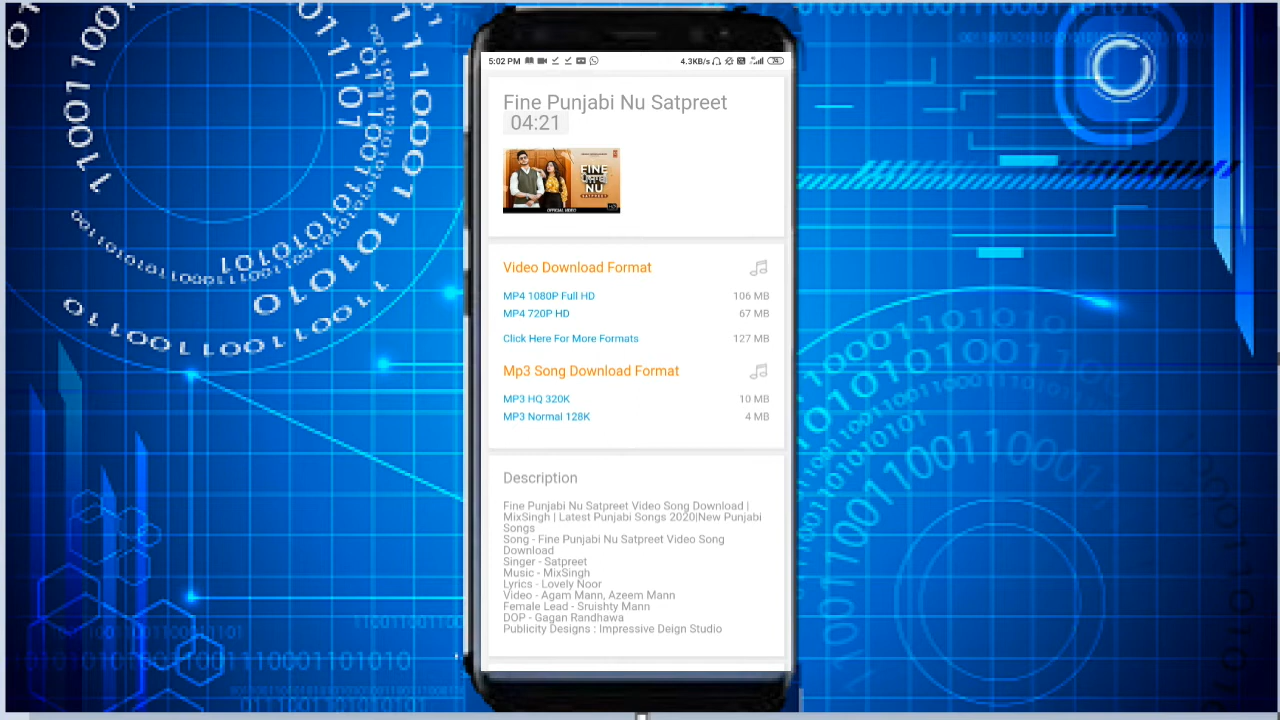 5:02 PM
4.3KB/s
74
Fine Punjabi Nu Satpreet
04:21
FINE
ਪੰਜਾਬੀ
NU
SATPREET
OFFICIAL VIDEO
HD
Video Download Format
MP4 1080P Full HD 106 MB
MP4 720P HD 67 MB
Click Here For More Formats 127 MB
Mp3 Song Download Format
MP3 HQ 320K 10 MB
MP3 Normal 128K 4 MB
Description
Fine Punjabi Nu Satpreet Video Song Download |
MixSingh | Latest Punjabi Songs 2020|New Punjabi
Songs
Song - Fine Punjabi Nu Satpreet Video Song
Download
Singer - Satpreet
Music - MixSingh
Lyrics - Lovely Noor
Video - Agam Mann, Azeem Mann
Female Lead - Sruishty Mann
DOP - Gagan Randhawa
Publicity Designs : Impressive Deign Studio